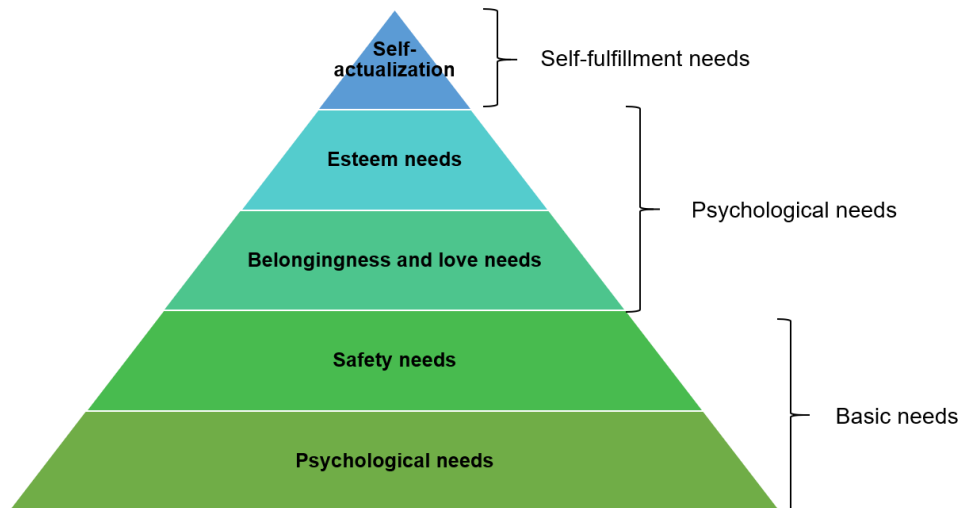 Self-
actualization
Self-fulfillment needs
Esteem needs
Psychological needs
Belongingness and love needs
Safety needs
Basic needs
Psychological needs